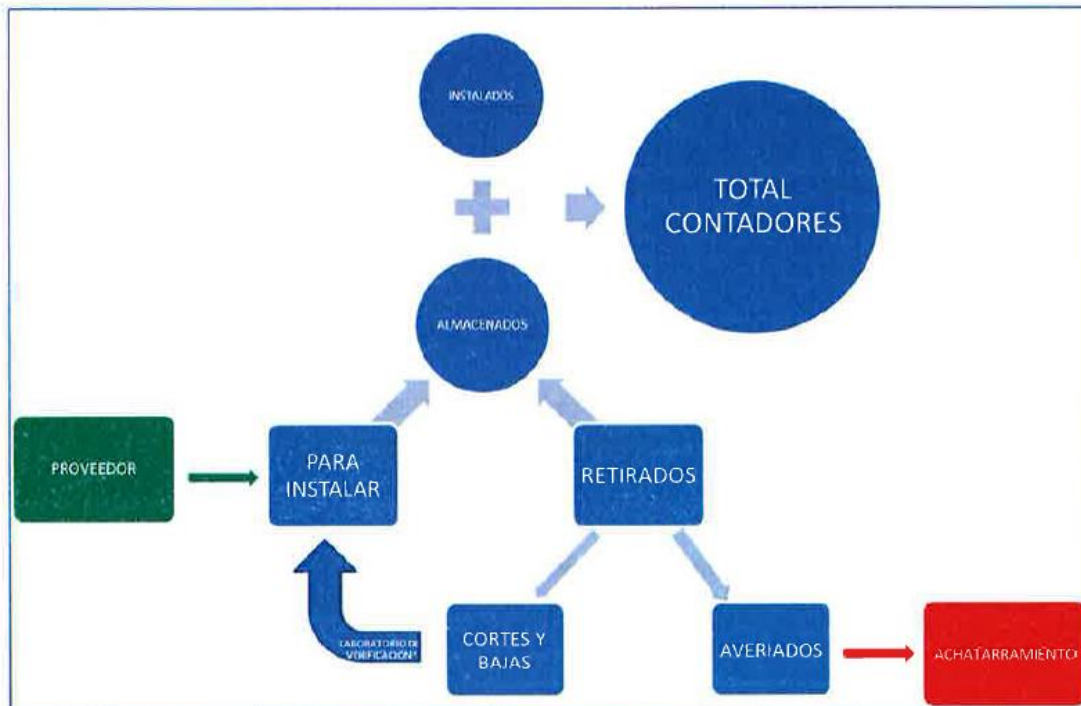 INSTALADOS
TOTAL
CONTADORES
ALMACENADOS
PROVEEDOR
PARA
INSTALAR
RETIRADOS
LABORATORIO DE
VERIFICACIÓN
CORTES Y
BAJAS
AVERIADOS
ACHATARRAMIENTO